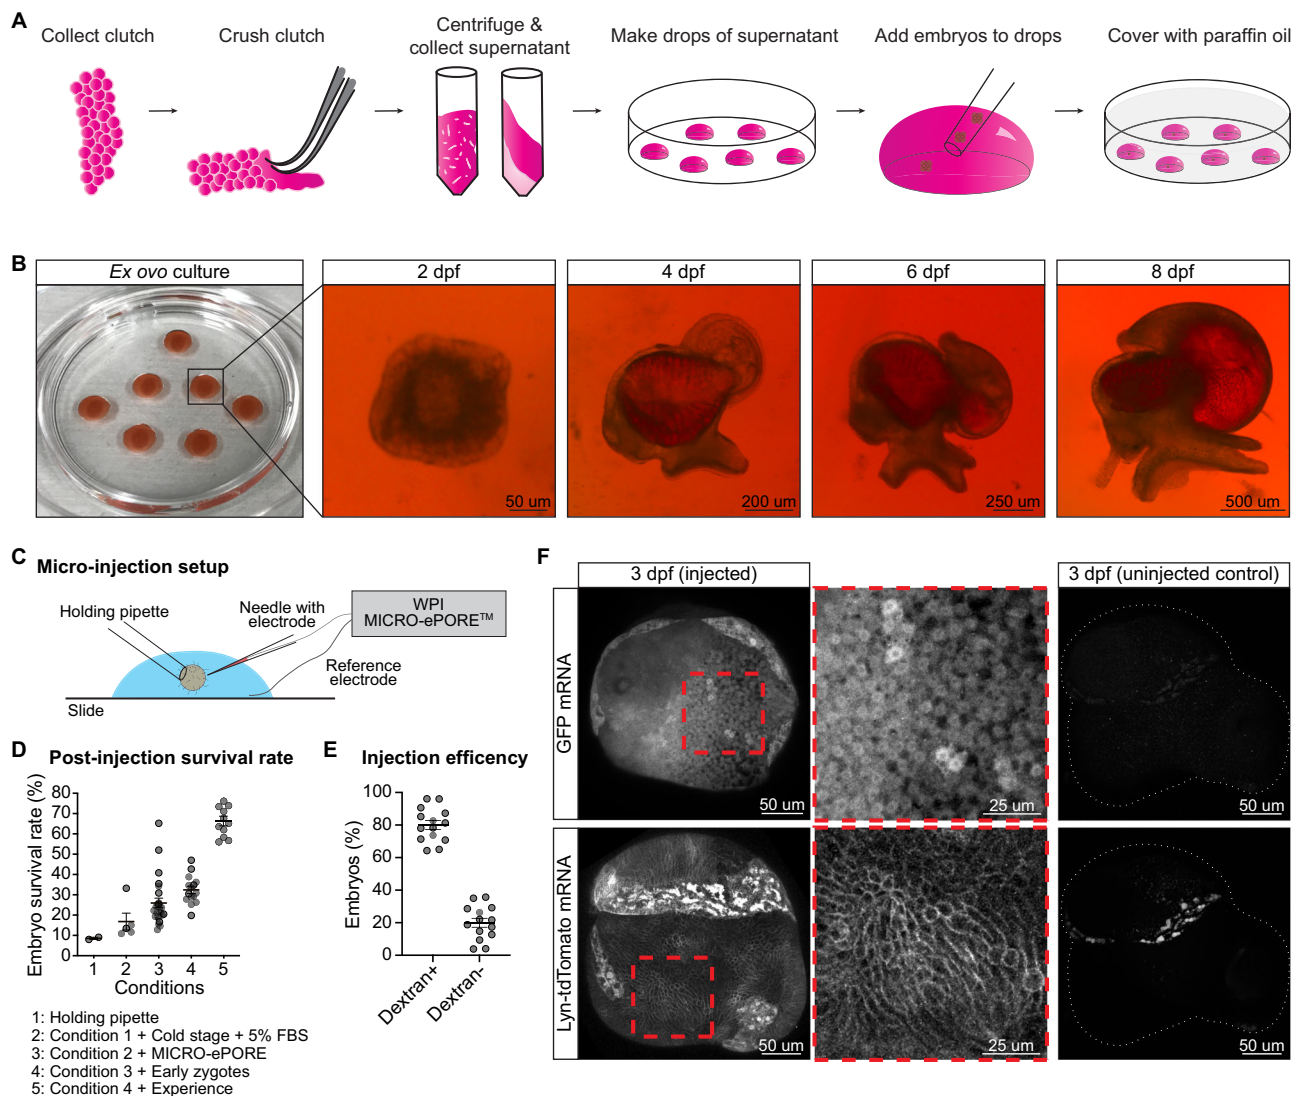 A
Collect clutch
Crush clutch
Centrifuge &
collect supernatant
Make drops of supernatant
Add embryos to drops
Cover with paraffin oil
B
Ex ovo culture
2 dpf
4 dpf
6 dpf
8 dpf
50 um
200 um
250 um
500 um
C
Micro-injection setup
Holding pipette
Needle with
electrode
WPI
MICRO-ePORE™
Reference
electrode
Slide
D
Post-injection survival rate
Embryo survival rate (%)
80
70
60
50
40
30
20
10
0
1
2
3
4
5
Conditions
1: Holding pipette
2: Condition 1 + Cold stage + 5% FBS
3: Condition 2 + MICRO-ePORE
4: Condition 3 + Early zygotes
5: Condition 4 + Experience
E
Injection efficency
Embryos (%)
100
80
60
40
20
0
Dextran+
Dextran-
F
3 dpf (injected)
3 dpf (uninjected control)
GFP mRNA
50 um
25 um
50 um
Lyn-tdTomato mRNA
50 um
25 um
50 um